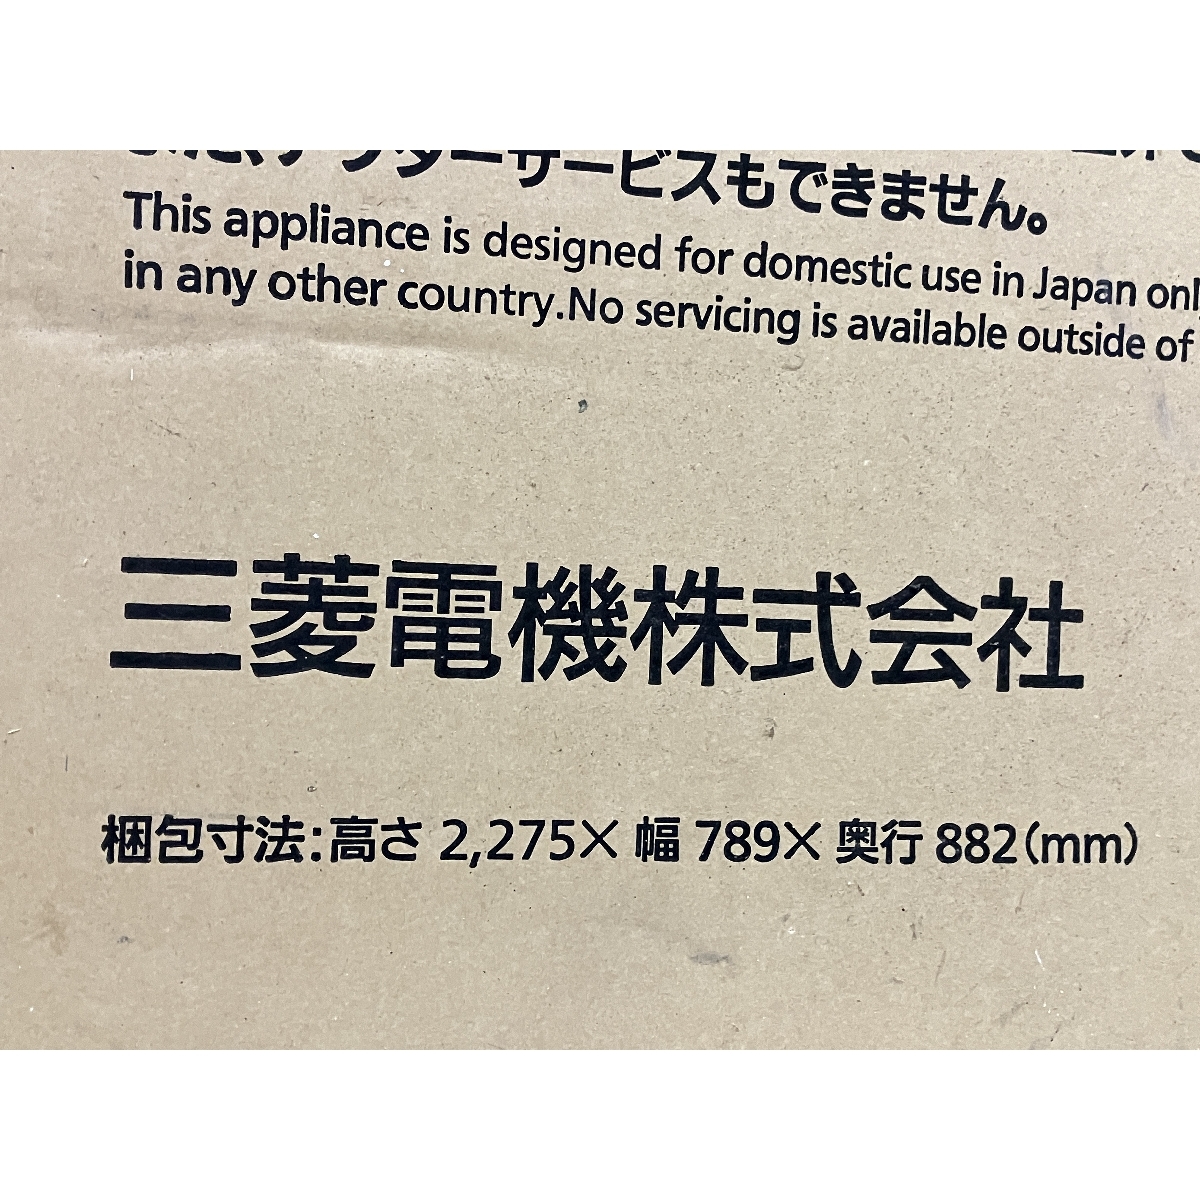 アフターサービスもできません。
This appliance is designed for domestic use in Japan
in any other country.No servicing is available outside of
三菱電機株式会社
梱包寸法:高さ 2,275× 幅 789× 奥行 882(mm)